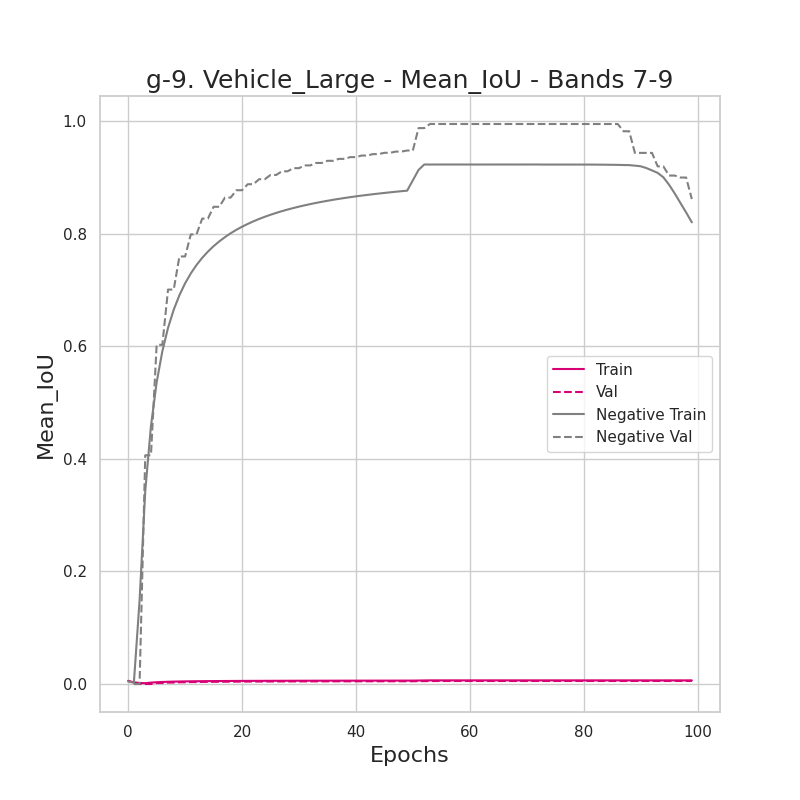 g-9. Vehicle_Large - Mean_IoU - Bands 7-9
1.0
0.8
0.6
0.4
0.2
0.0
Mean_IoU
Train
Val
Negative Train
Negative Val
0 20 40 60 80 100
Epochs